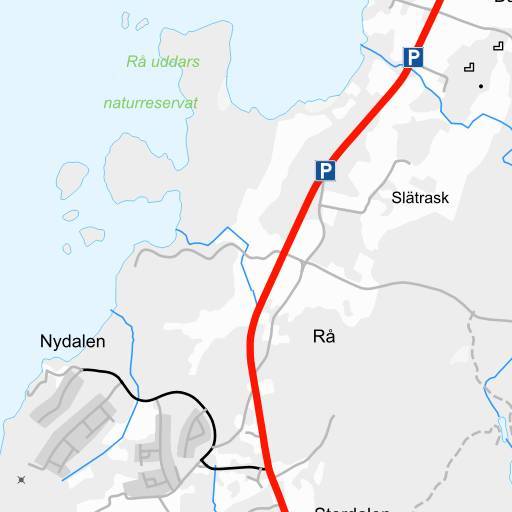 Rå uddars
naturreservat
P
P
Slätrask
Rå
Nydalen